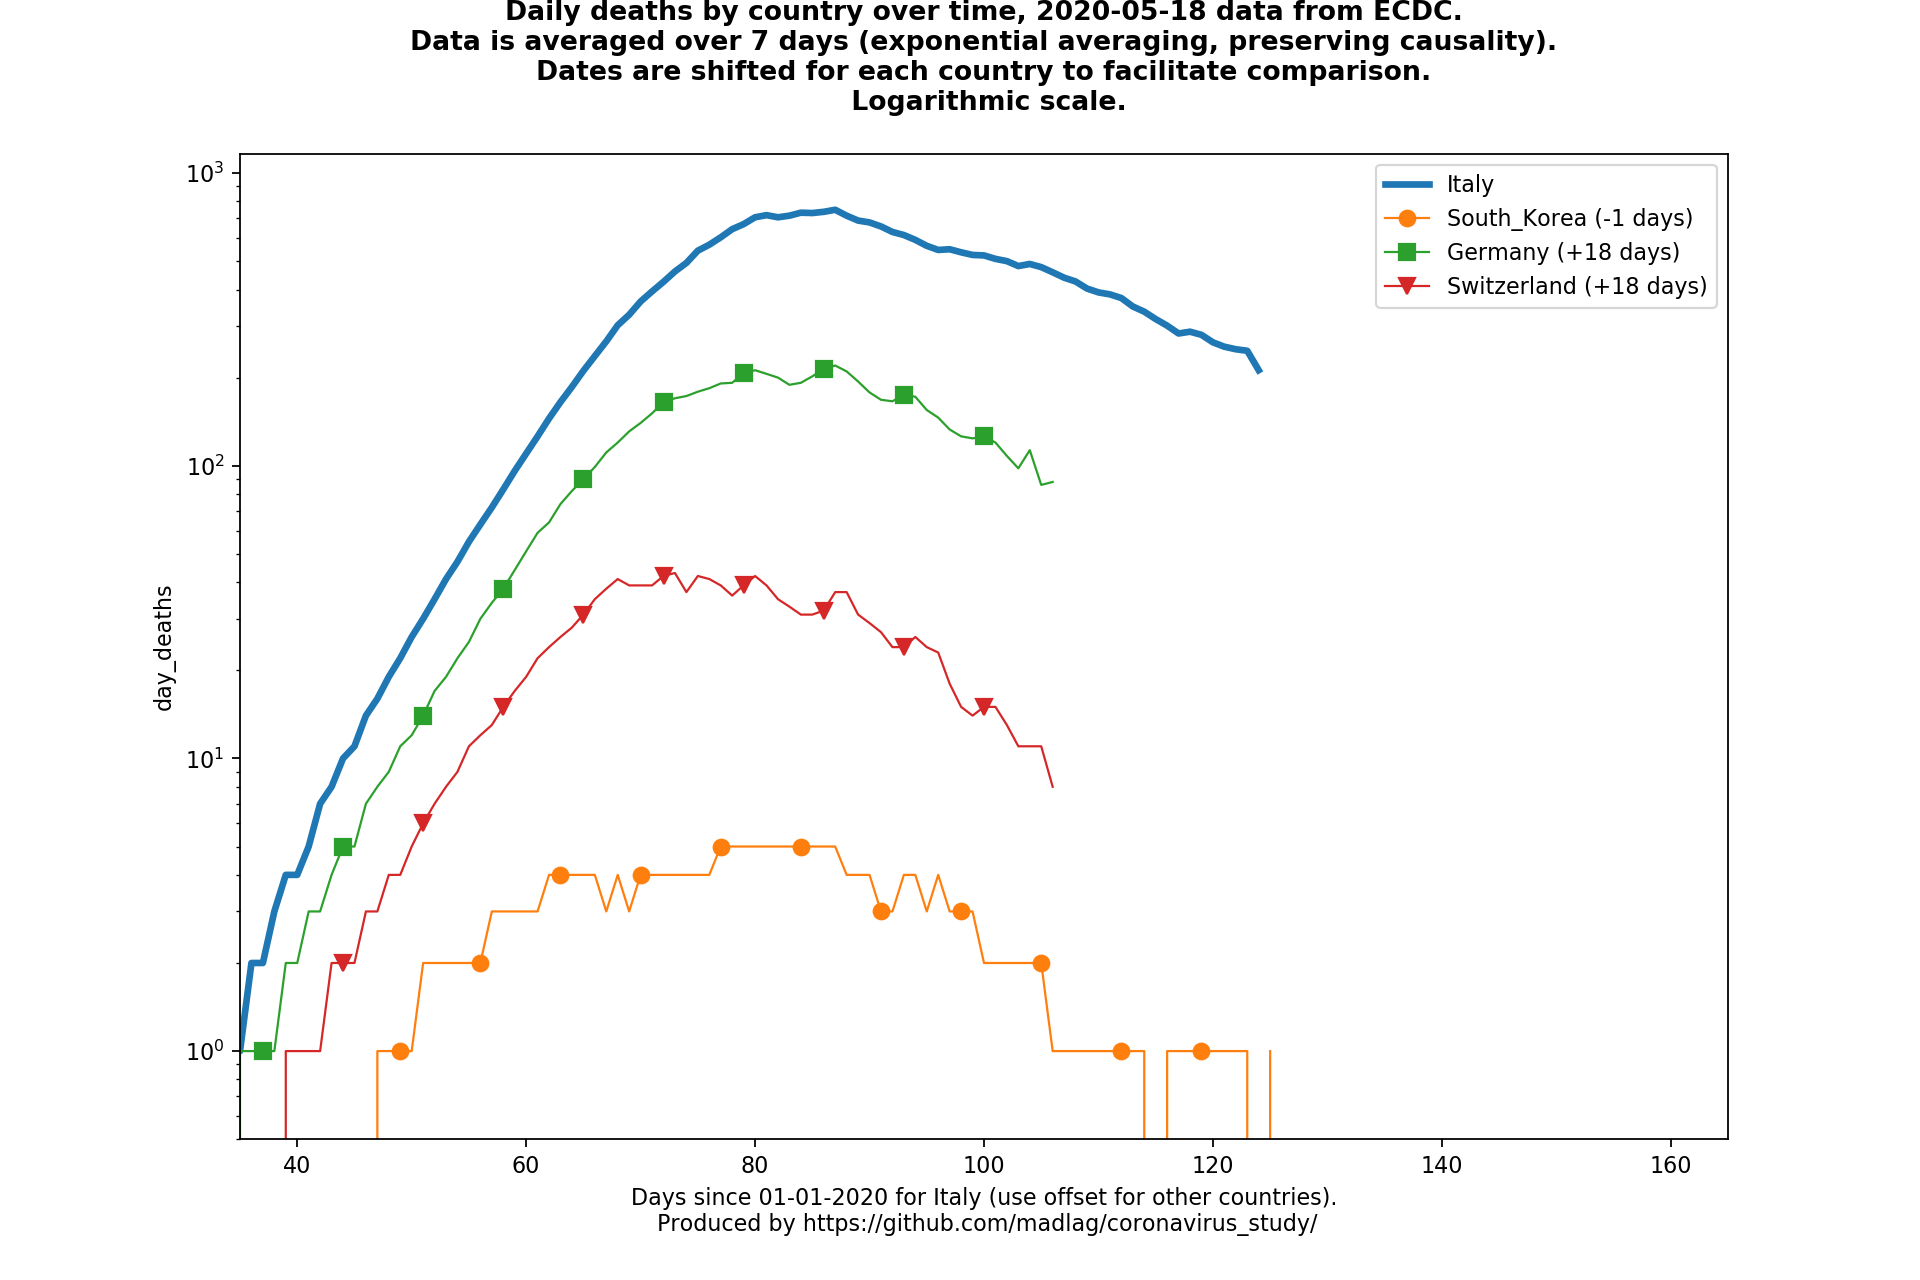 Daily deaths by country over time, 2020-05-18 data from ECDC.
Data is averaged over 7 days (exponential averaging, preserving causality).
Dates are shifted for each country to facilitate comparison.
Logarithmic scale.
10³
10²
10¹
10⁰
day_deaths
Italy
South_Korea (-1 days)
Germany (+18 days)
Switzerland (+18 days)
40 60 80 100 120 140 160
Days since 01-01-2020 for Italy (use offset for other countries).
Produced by https://github.com/madlag/coronavirus_study/